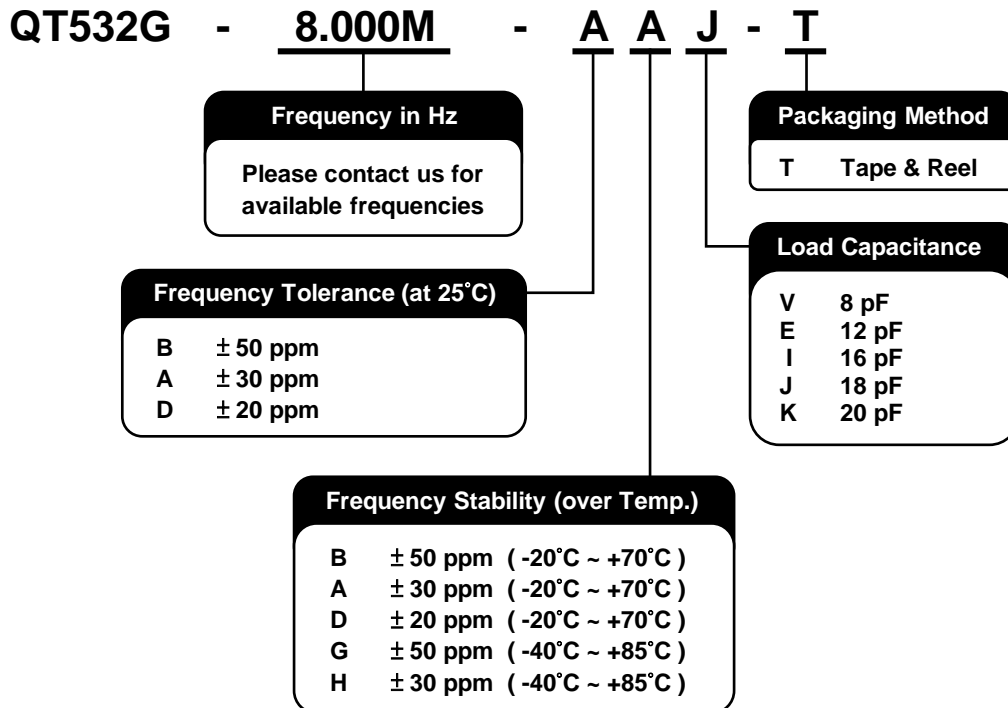 QT532G - 8.000M - A A J - T
Frequency in Hz
Please contact us for
available frequencies
Packaging Method
T Tape & Reel
Load Capacitance
V 8 pF
E 12 pF
I 16 pF
J 18 pF
K 20 pF
Frequency Tolerance (at 25°C)
B ± 50 ppm
A ± 30 ppm
D ± 20 ppm
Frequency Stability (over Temp.)
B ± 50 ppm ( -20°C ~ +70°C )
A ± 30 ppm ( -20°C ~ +70°C )
D ± 20 ppm ( -20°C ~ +70°C )
G ± 50 ppm ( -40°C ~ +85°C )
H ± 30 ppm ( -40°C ~ +85°C )